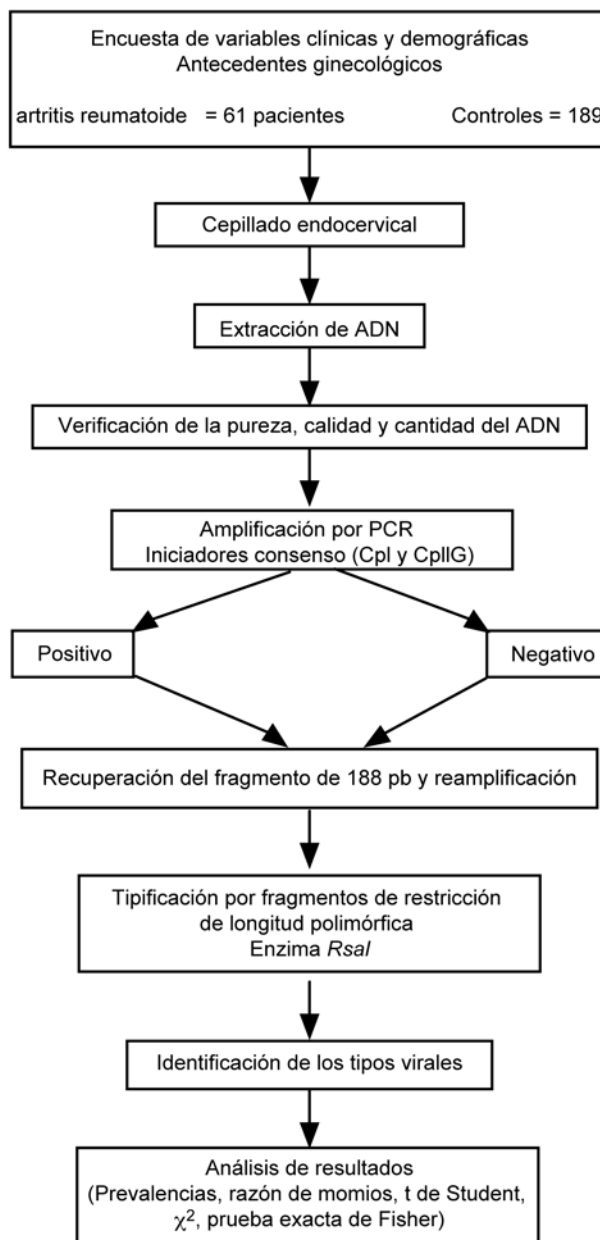 Encuesta de variables clínicas y demográficas
Antecedentes ginecológicos
artritis reumatoide = 61 pacientes Controles = 189
Cepillado endocervical
Extracción de ADN
Verificación de la pureza, calidad y cantidad del ADN
Amplificación por PCR
Iniciadores consenso (CpI y CpIIG)
Positivo Negativo
Recuperación del fragmento de 188 pb y reamplificación
Tipificación por fragmentos de restricción
de longitud polimórfica
Enzima RsaI
Identificación de los tipos virales
Análisis de resultados
(Prevalencias, razón de momios, t de Student,
χ², prueba exacta de Fisher)